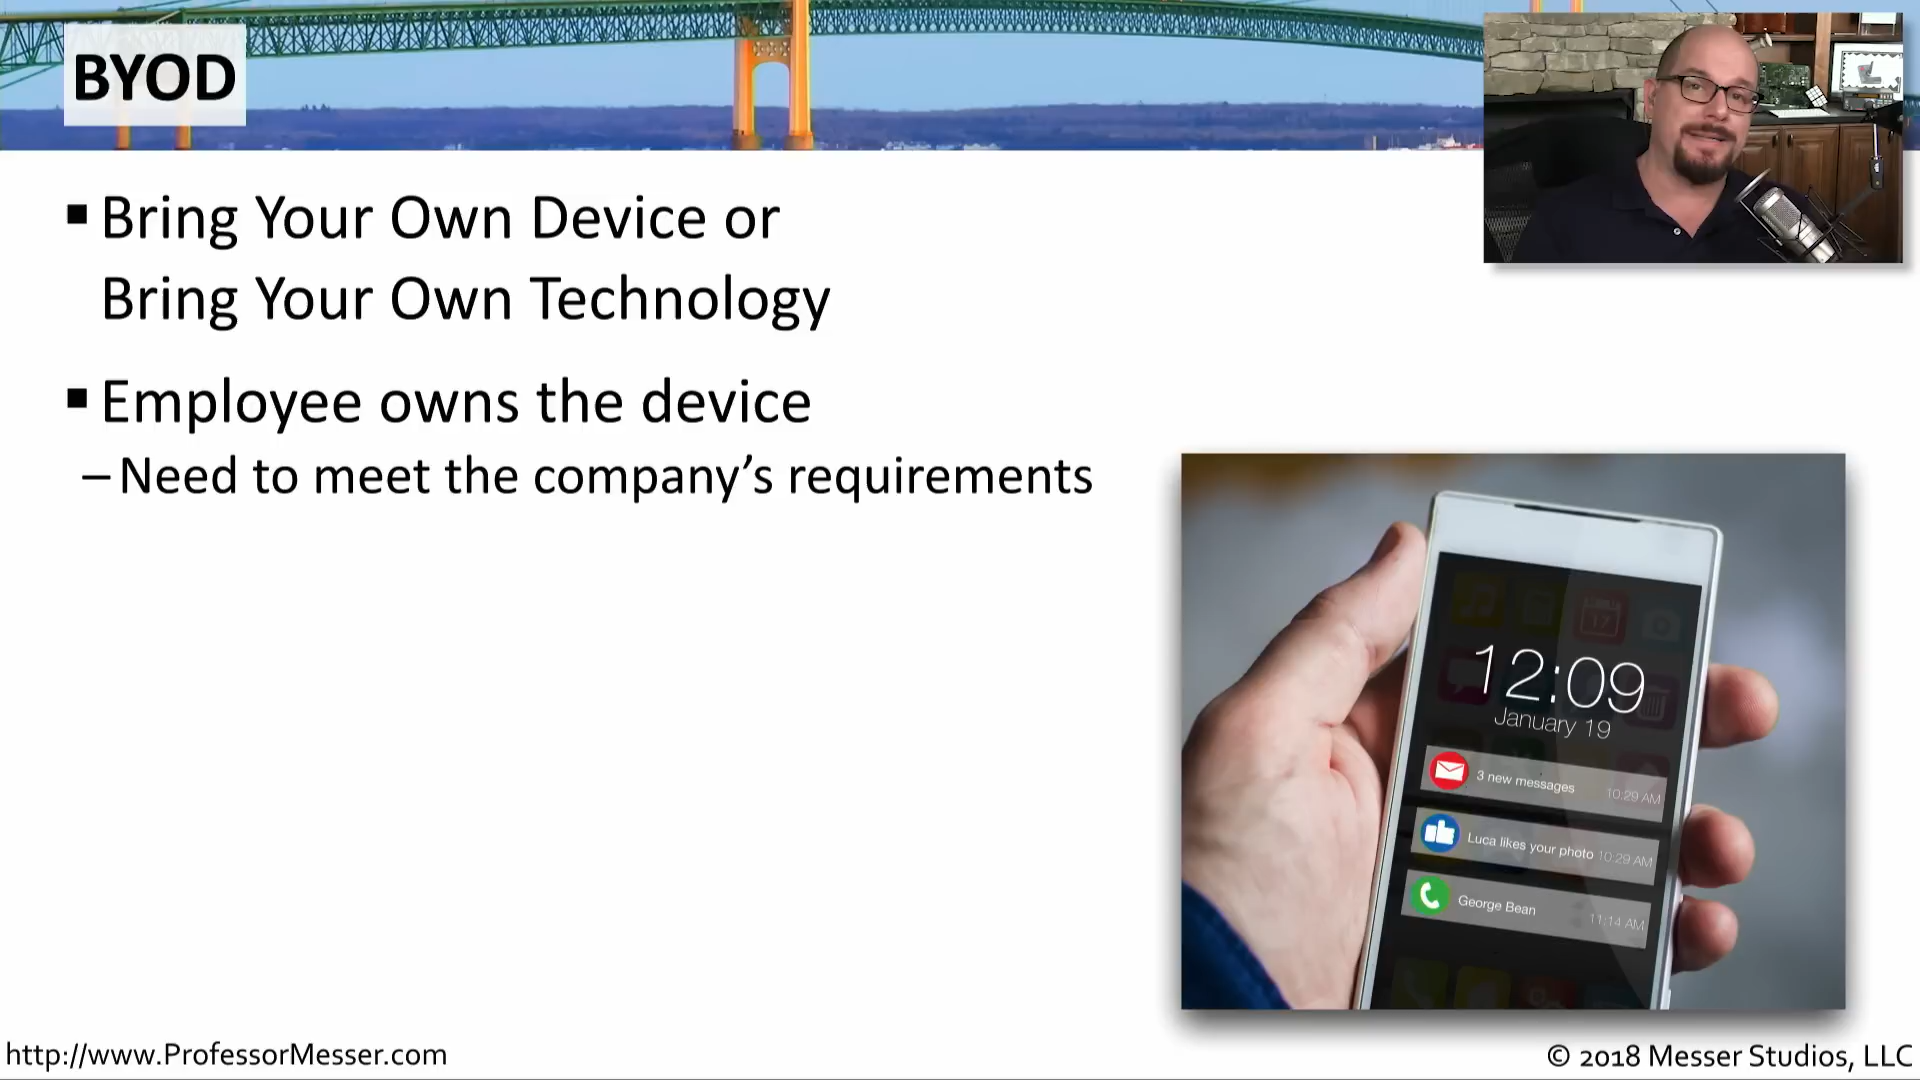 BYOD
Bring Your Own Device or
Bring Your Own Technology
Employee owns the device
– Need to meet the company’s requirements
17
12:09
January 19
3 new messages 10:29 AM
Luca likes your photo 10:29 AM
George Bean 11:14 AM
http://www.ProfessorMesser.com
© 2018 Messer Studios, LLC